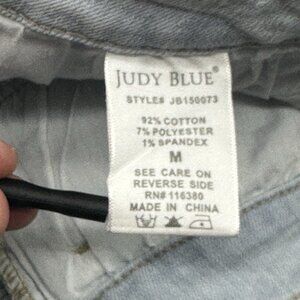 JUDY BLUE®
STYLE# JB150073
92% COTTON
7% POLYESTER
1% SPANDEX
M
SEE CARE ON
REVERSE SIDE
RN# 116380
MADE IN CHINA